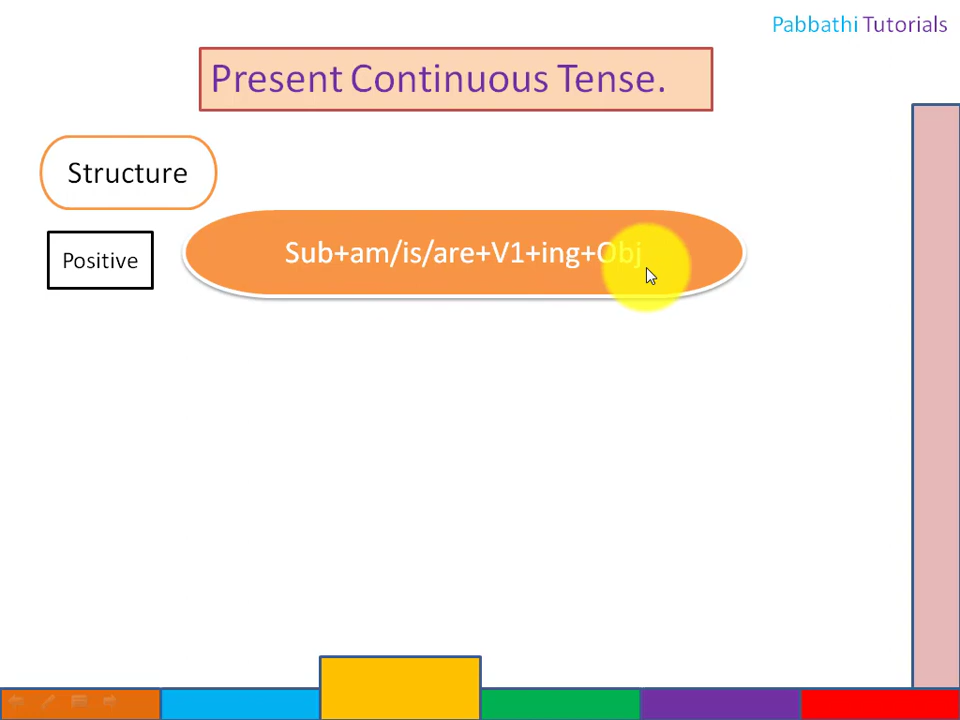 Pabbathi Tutorials
Present Continuous Tense.
Structure
Positive
Sub+am/is/are+V1+ing+Obj